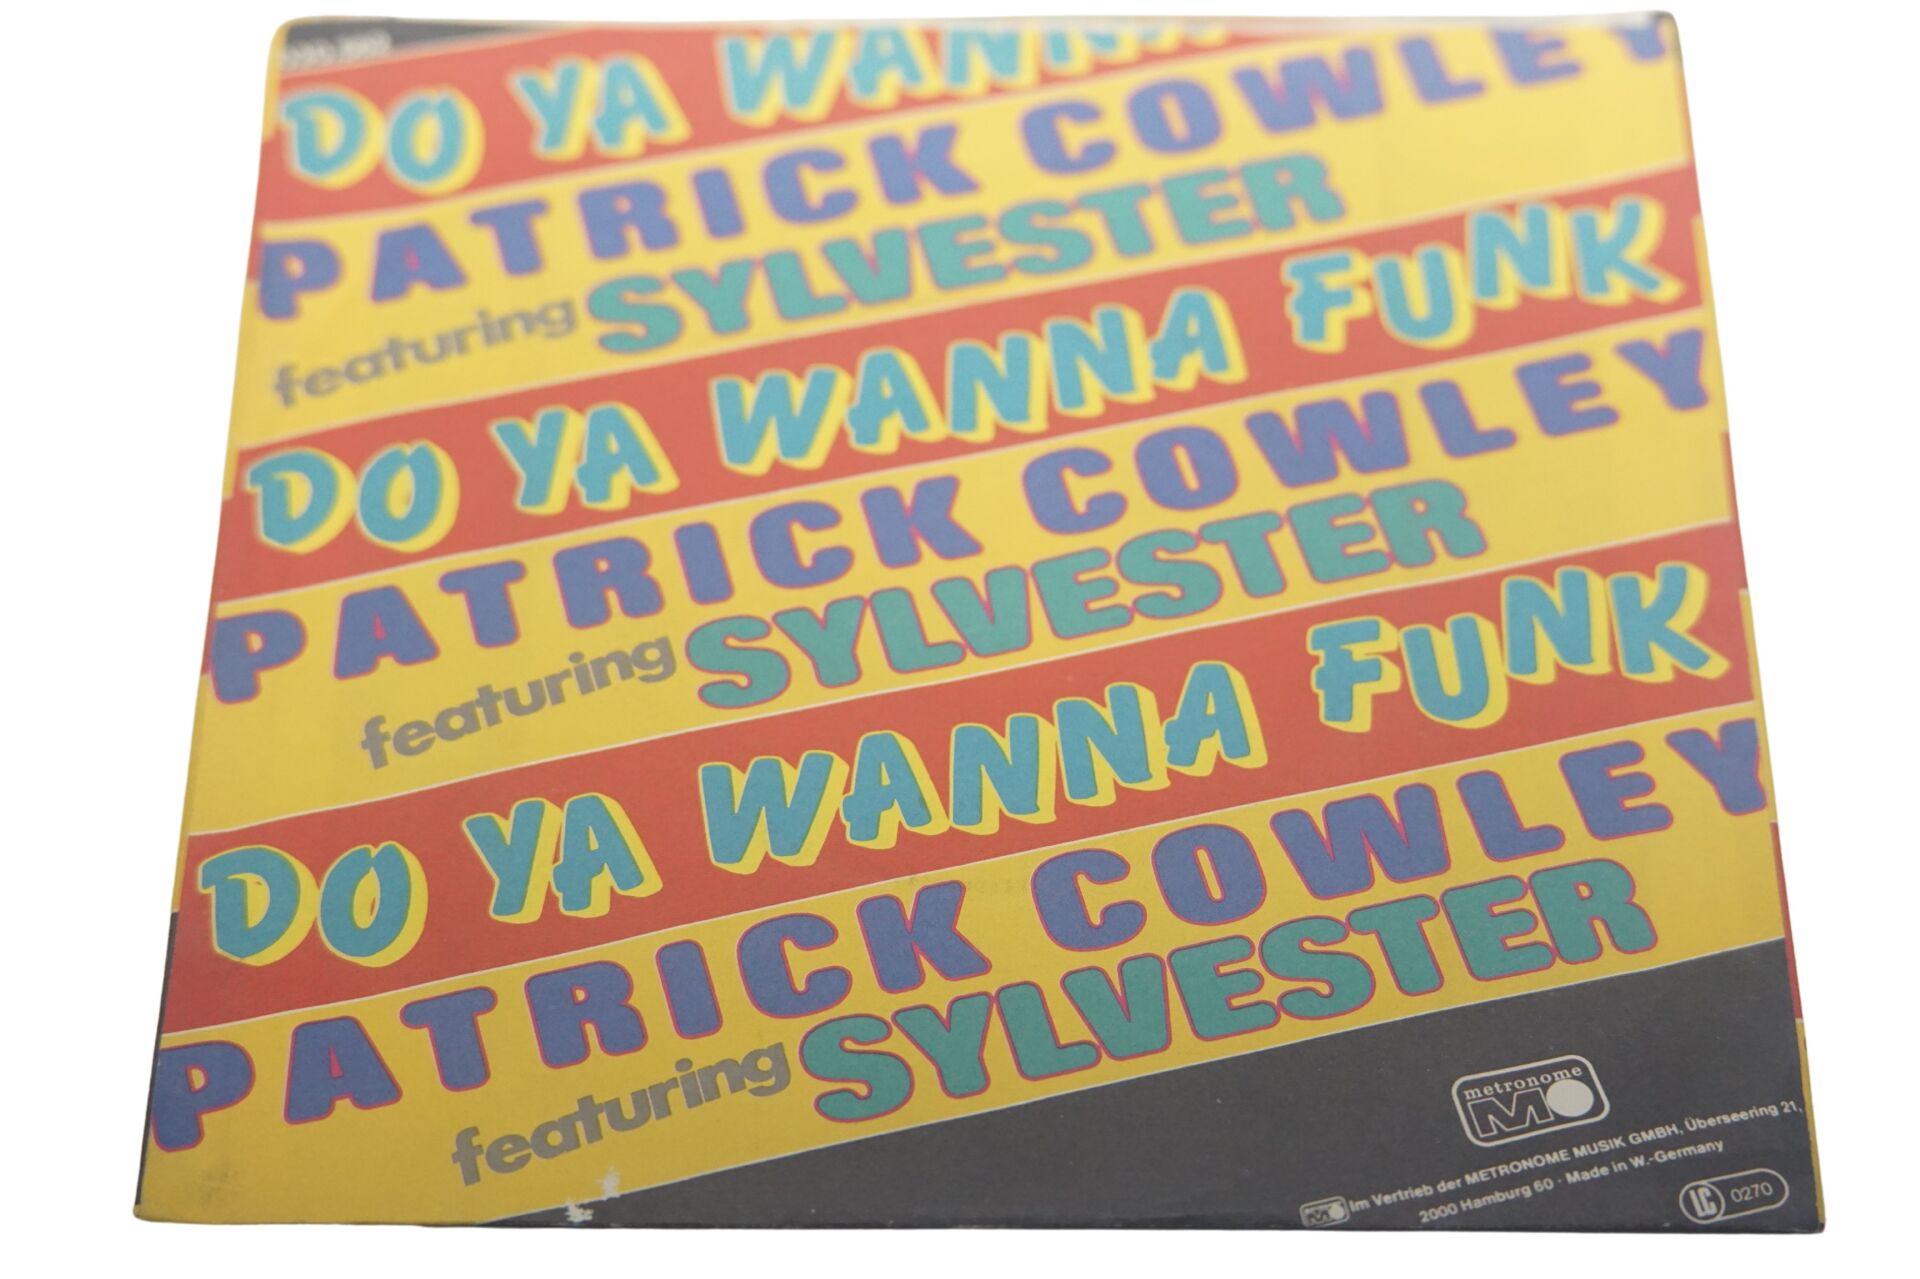 DO YA WANNA
PATRICK COWLEY
featuring SYLVESTER
DO YA WANNA FUNK
PATRICK COWLEY
featuring SYLVESTER
DO YA WANNA FUNK
PATRICK COWLEY
featuring SYLVESTER
metronome
M
Im Vertrieb der METRONOME MUSIK GMBH, Überseering 21,
2000 Hamburg 60 · Made in W.-Germany
LC 0270